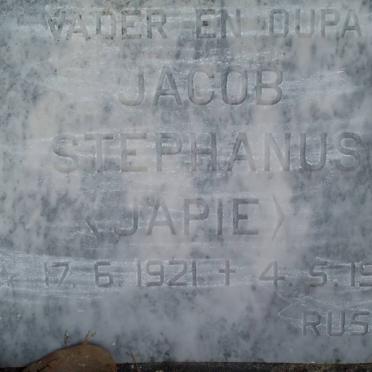 VADER EN OUPA
JACOB
STEPHANUS
<JAPIE>
☆ 17.6.1921 † 4.5.19
RUS